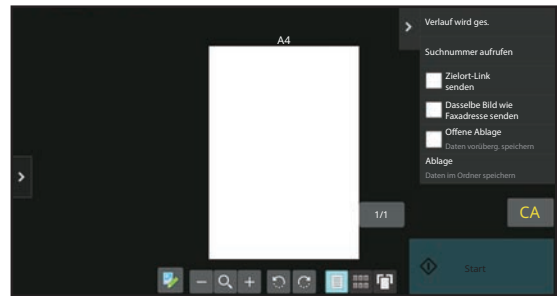 A4
Verlauf wird ges.
Suchnummer aufrufen
Zielort-Link
senden
Dasselbe Bild wie
Faxadresse senden
Offene Ablage
Daten vorüberg. speichern
Ablage
Daten im Ordner speichern
1/1
CA
Start